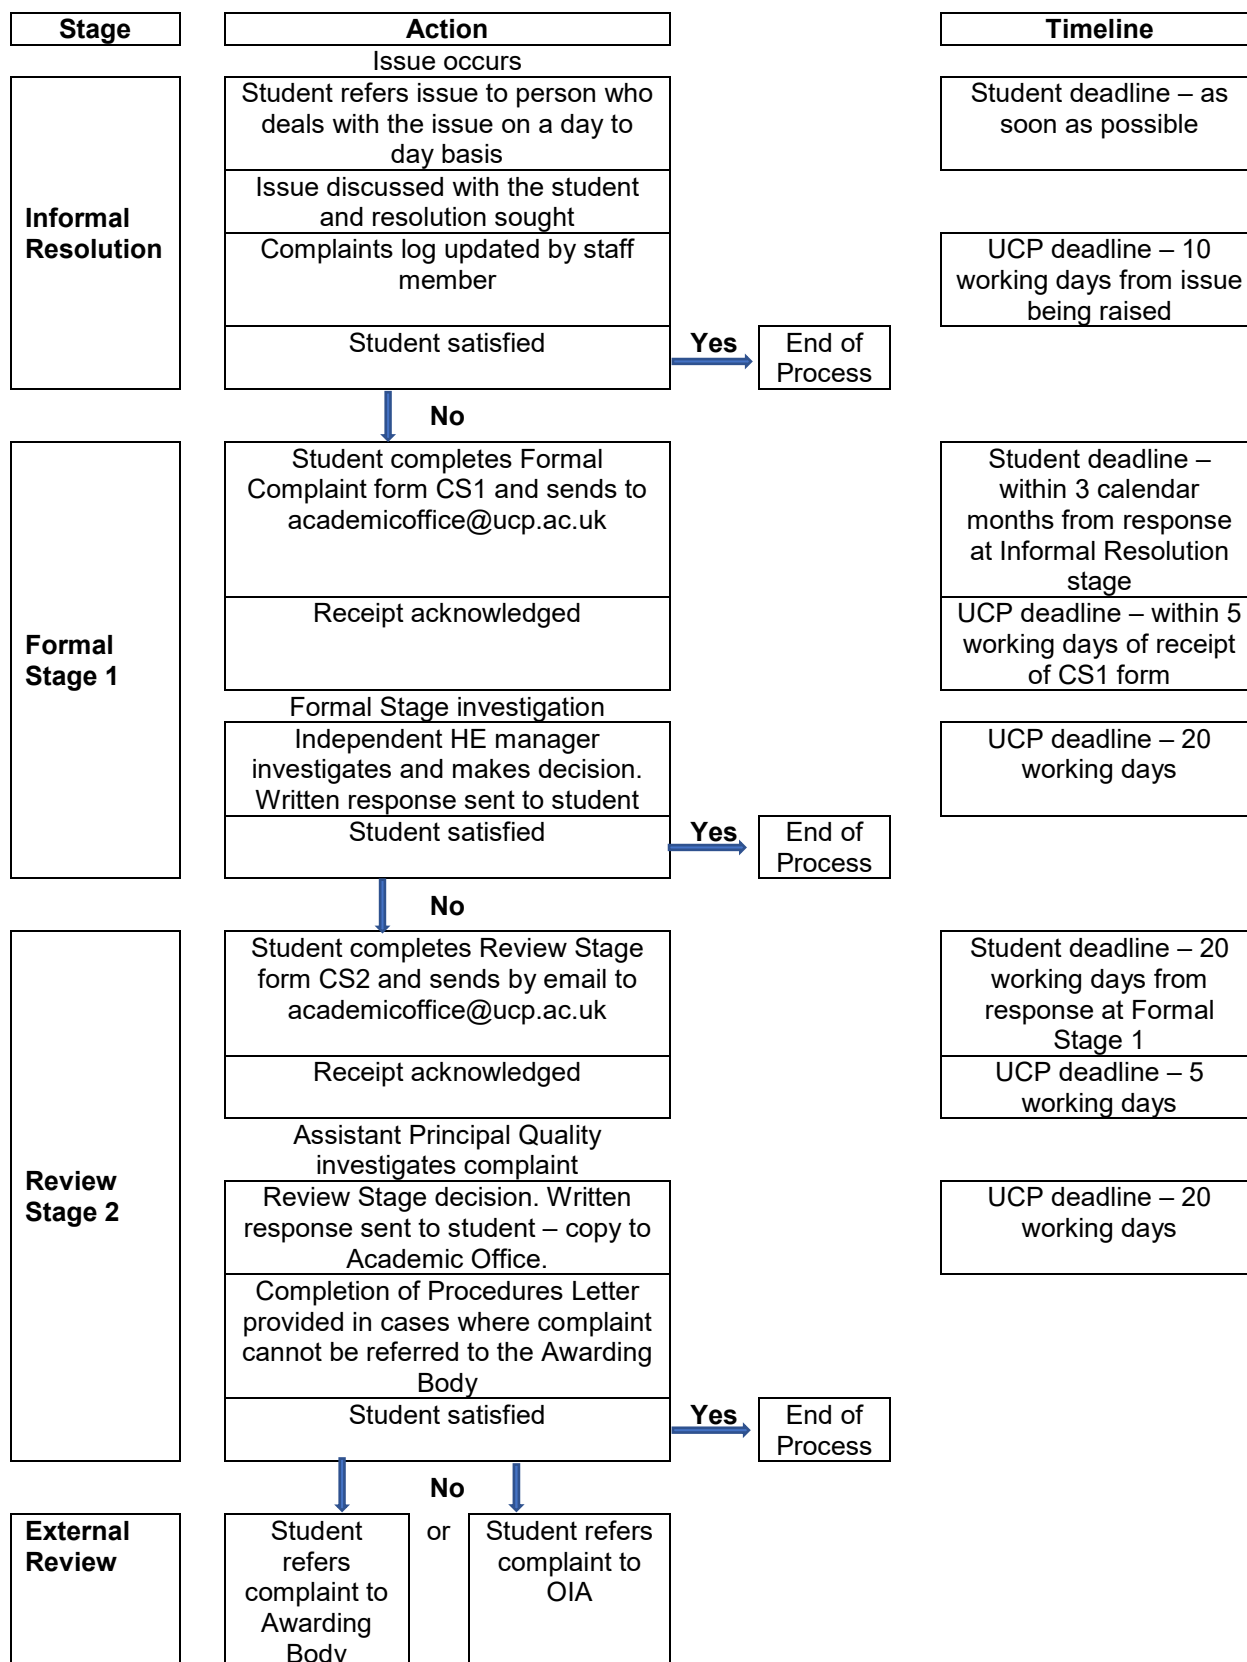 Stage
Action
Timeline
Issue occurs
Informal
Resolution
Student refers issue to person who
deals with the issue on a day to
day basis
Student deadline – as
soon as possible
Issue discussed with the student
and resolution sought
Complaints log updated by staff
member
UCP deadline – 10
working days from issue
being raised
Student satisfied
Yes
End of
Process
No
Formal
Stage 1
Student completes Formal
Complaint form CS1 and sends to
academicoffice@ucp.ac.uk
Student deadline –
within 3 calendar
months from response
at Informal Resolution
stage
Receipt acknowledged
UCP deadline – within 5
working days of receipt
of CS1 form
Formal Stage investigation
Independent HE manager
investigates and makes decision.
Written response sent to student
UCP deadline – 20
working days
Student satisfied
Yes
End of
Process
No
Review
Stage 2
Student completes Review Stage
form CS2 and sends by email to
academicoffice@ucp.ac.uk
Student deadline – 20
working days from
response at Formal
Stage 1
Receipt acknowledged
UCP deadline – 5
working days
Assistant Principal Quality
investigates complaint
Review Stage decision. Written
response sent to student – copy to
Academic Office.
UCP deadline – 20
working days
Completion of Procedures Letter
provided in cases where complaint
cannot be referred to the Awarding
Body
Student satisfied
Yes
End of
Process
No
External
Review
Student
refers
complaint to
Awarding
Body
or
Student refers
complaint to
OIA